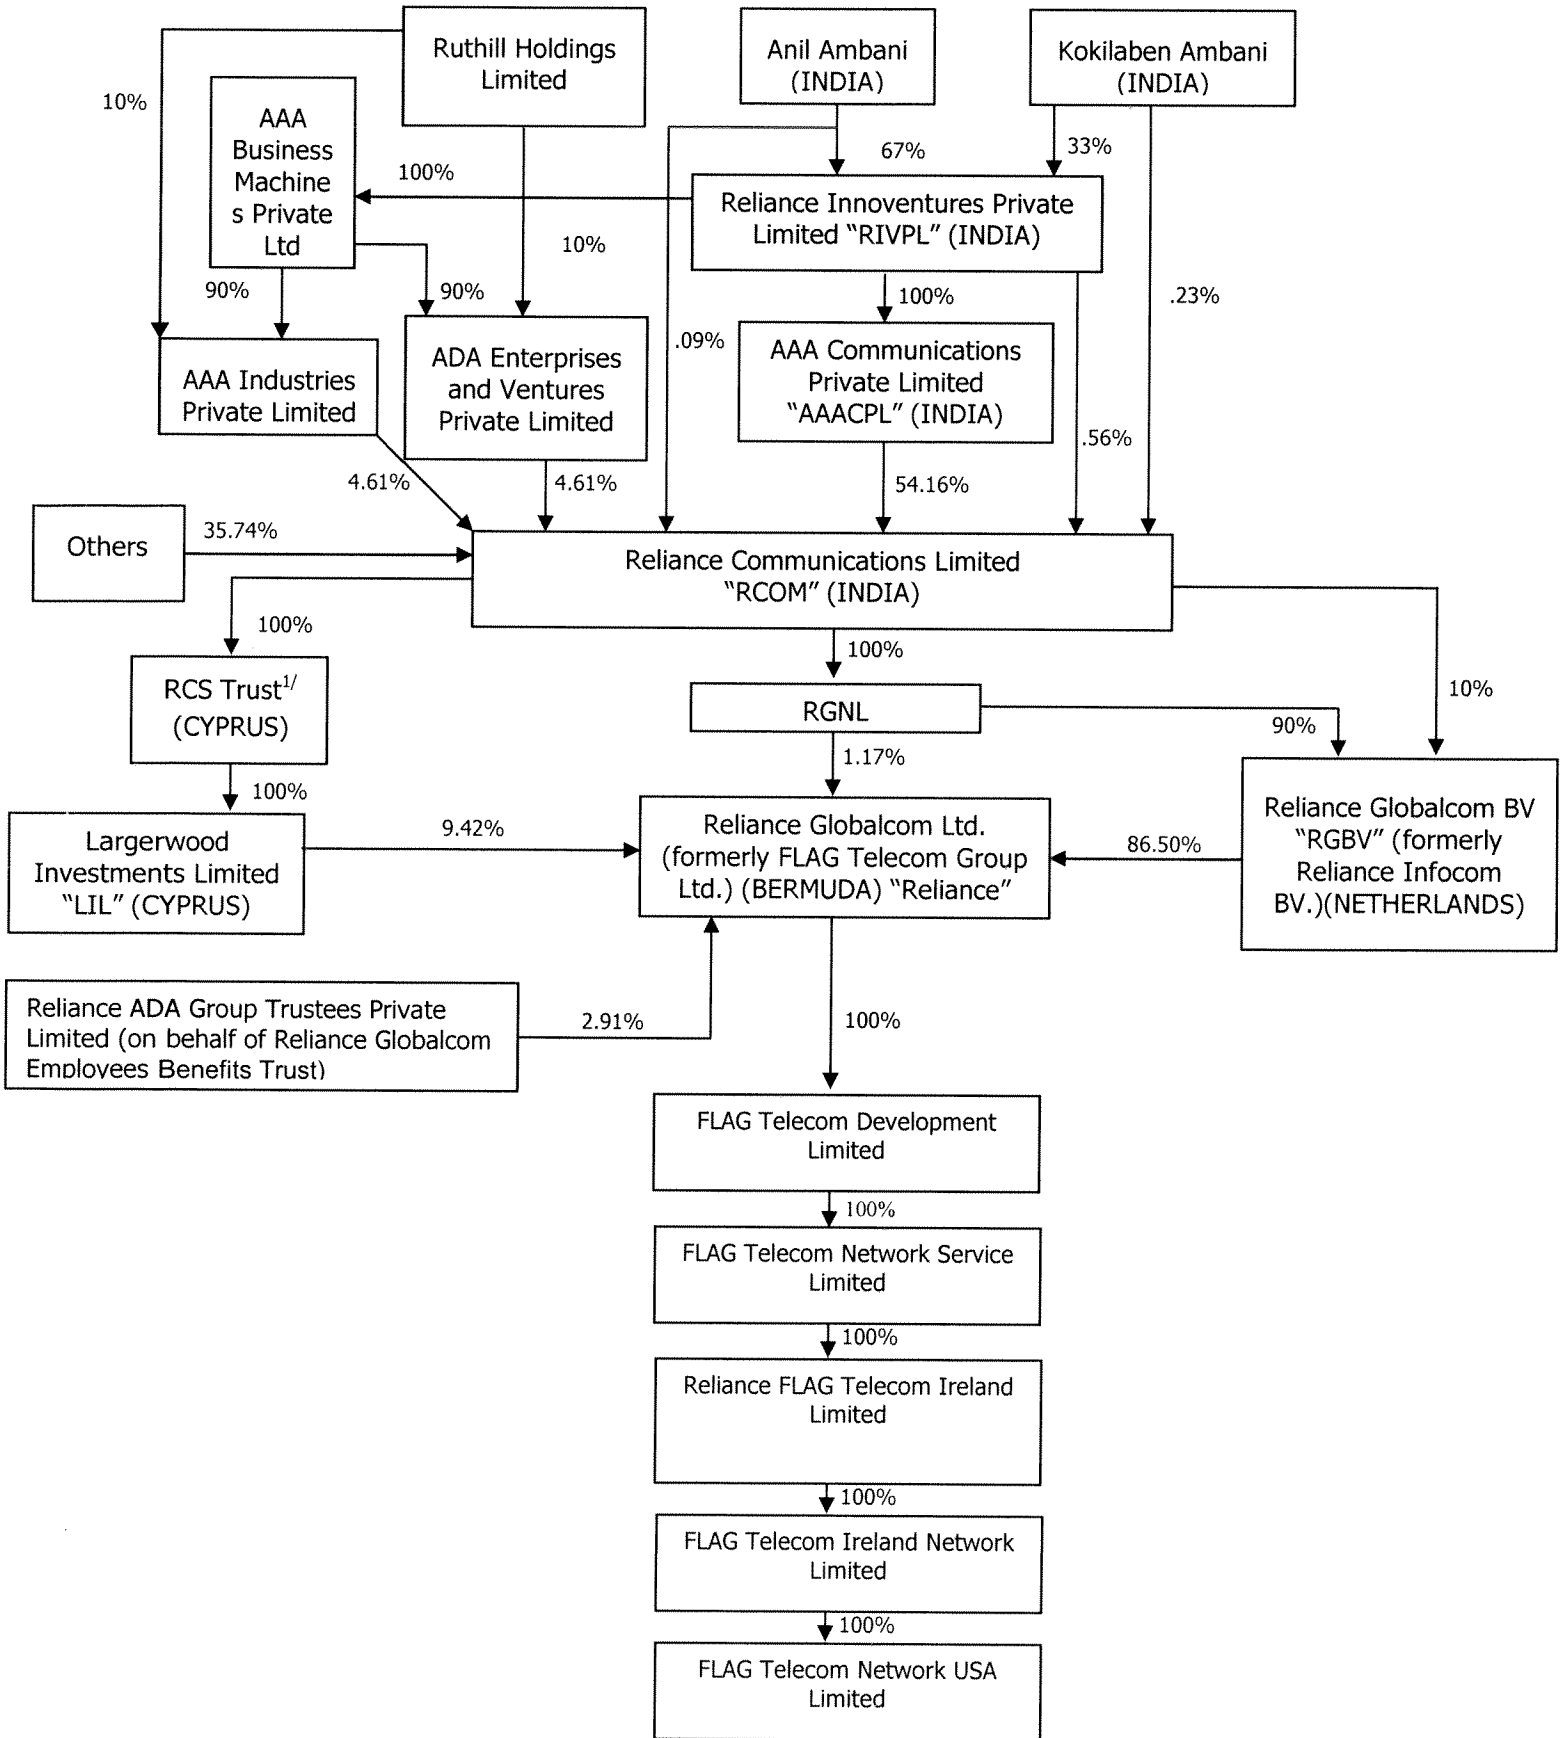 Ruthill Holdings
Limited
Anil Ambani
(INDIA)
Kokilaben Ambani
(INDIA)
10%
AAA
Business
Machine
s Private
Ltd
100%
67%
33%
Reliance Innoventures Private
Limited “RIVPL” (INDIA)
10%
90%
90%
100%
.23%
.09%
AAA Industries
Private Limited
ADA Enterprises
and Ventures
Private Limited
AAA Communications
Private Limited
“AAACPL” (INDIA)
.56%
4.61%
4.61%
54.16%
Others
35.74%
Reliance Communications Limited
“RCOM” (INDIA)
100%
100%
10%
RCS Trust1/
(CYPRUS)
RGNL
90%
1.17%
100%
Largerwood
Investments Limited
“LIL” (CYPRUS)
9.42%
Reliance Globalcom Ltd.
(formerly FLAG Telecom Group
Ltd.) (BERMUDA) “Reliance”
86.50%
Reliance Globalcom BV
“RGBV” (formerly
Reliance Infocom
BV.)(NETHERLANDS)
Reliance ADA Group Trustees Private
Limited (on behalf of Reliance Globalcom
Employees Benefits Trust)
2.91%
100%
FLAG Telecom Development
Limited
100%
FLAG Telecom Network Service
Limited
100%
Reliance FLAG Telecom Ireland
Limited
100%
FLAG Telecom Ireland Network
Limited
100%
FLAG Telecom Network USA
Limited